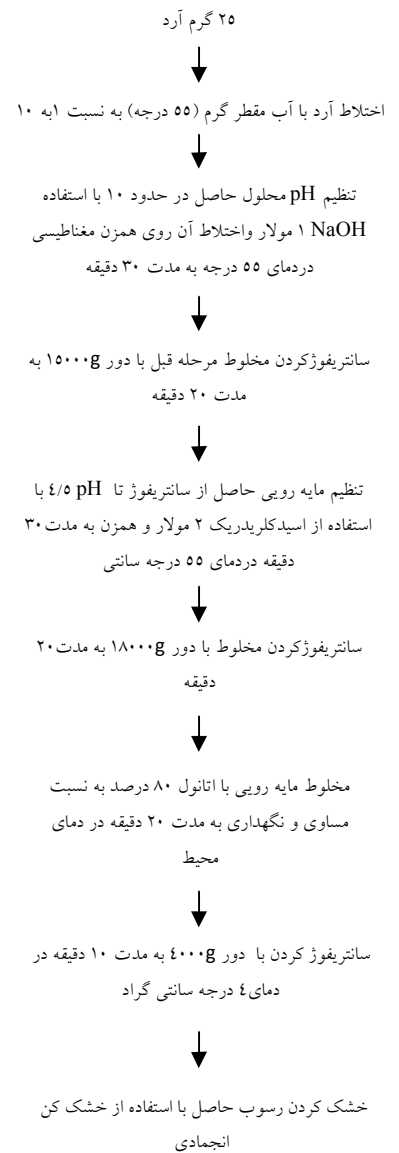 ۲۵ گرم آرد
اختلاط آرد با آب مقطر گرم (۵۵ درجه) به نسبت ۱به ۱۰
تنظیم pH محلول حاصل در حدود ۱۰ با استفاده
NaOH ۱ مولار واختلاط آن روی همزن مغناطیسی
دردمای ۵۵ درجه به مدت ۳۰ دقیقه
سانتریفوژکردن مخلوط مرحله قبل با دور ۱۵۰۰۰g به
مدت ۲۰ دقیقه
تنظیم مایه رویی حاصل از سانتریفوژ تا pH ٤/٥ با
استفاده از اسیدکلریدریک ۲ مولار و همزن به مدت۳۰
دقیقه دردمای ۵۵ درجه سانتی
سانتریفوژکردن مخلوط با دور ۱۸۰۰۰g به مدت۲۰
دقیقه
مخلوط مایه رویی با اتانول ۸۰ درصد به نسبت
مساوی و نگهداری به مدت ۲۰ دقیقه در دمای
محیط
سانتریفوژ کردن با دور ٤۰۰۰g به مدت ۱۰ دقیقه در
دمای٤ درجه سانتی گراد
خشک کردن رسوب حاصل با استفاده از خشک کن
انجمادی